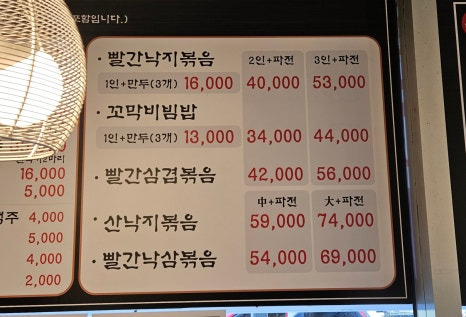 포함입니다.)
· 빨간낙지볶음 2인+파전 3인+파전
1인+만두(3개) 16,000 40,000 53,000
· 꼬막비빔밥
1인+만두(3개) 13,000 34,000 44,000
· 빨간삼겹볶음 42,000 56,000
中+파전 大+파전
· 산낙지볶음 59,000 74,000
· 빨간낙삼볶음 54,000 69,000
16,000
5,000
4,000
5,000
4,000
2,000